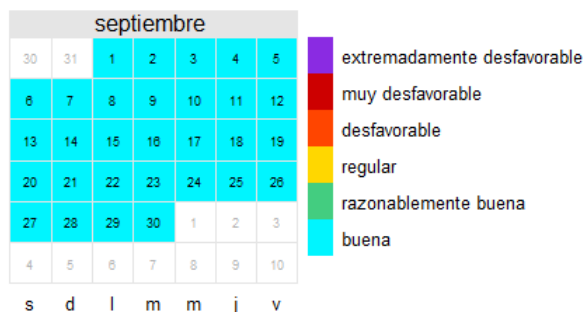 septiembre
30 31 1 2 3 4 5
6 7 8 9 10 11 12
13 14 15 16 17 18 19
20 21 22 23 24 25 26
27 28 29 30 1 2 3
4 5 6 7 8 9 10
s d l m m j v
extremadamente desfavorable
muy desfavorable
desfavorable
regular
razonablemente buena
buena